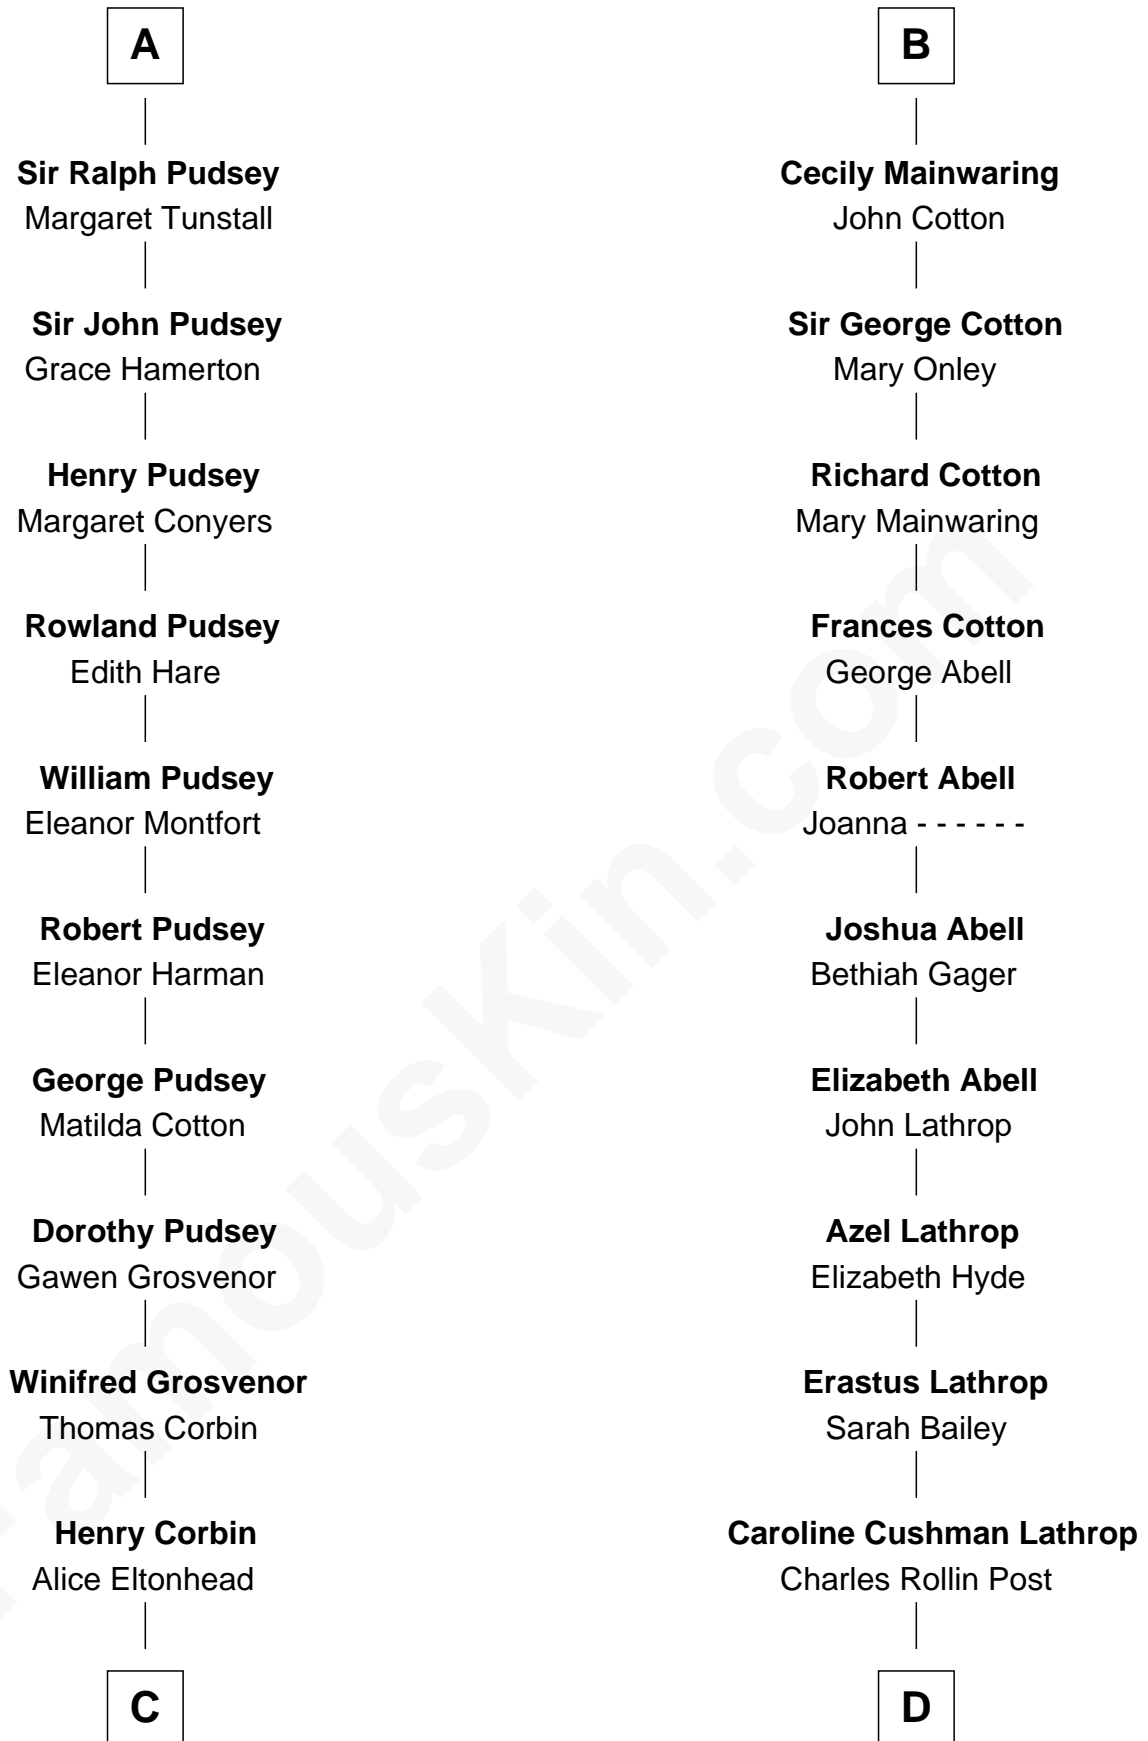 A
Sir Ralph Pudsey
Margaret Tunstall
Sir John Pudsey
Grace Hamerton
Henry Pudsey
Margaret Conyers
Rowland Pudsey
Edith Hare
William Pudsey
Eleanor Montfort
Robert Pudsey
Eleanor Harman
George Pudsey
Matilda Cotton
Dorothy Pudsey
Gawen Grosvenor
Winifred Grosvenor
Thomas Corbin
Henry Corbin
Alice Eltonhead
C
B
Cecily Mainwaring
John Cotton
Sir George Cotton
Mary Onley
Richard Cotton
Mary Mainwaring
Frances Cotton
George Abell
Robert Abell
Joanna - - - - - -
Joshua Abell
Bethiah Gager
Elizabeth Abell
John Lathrop
Azel Lathrop
Elizabeth Hyde
Erastus Lathrop
Sarah Bailey
Caroline Cushman Lathrop
Charles Rollin Post
D
FamousKin.com